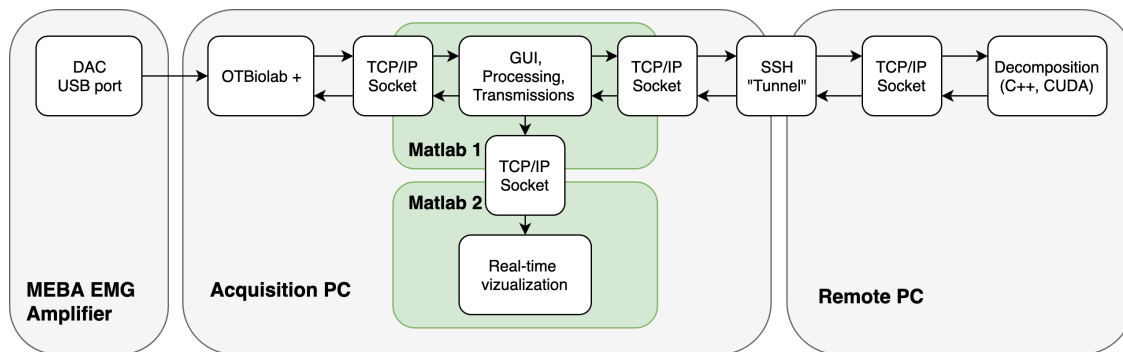 DAC
USB port
OTBiolab +
TCP/IP
Socket
GUI,
Processing,
Transmissions
TCP/IP
Socket
SSH
"Tunnel"
TCP/IP
Socket
Decomposition
(C++, CUDA)
Matlab 1
TCP/IP
Socket
Matlab 2
Real-time
vizualization
MEBA EMG
Amplifier
Acquisition PC
Remote PC